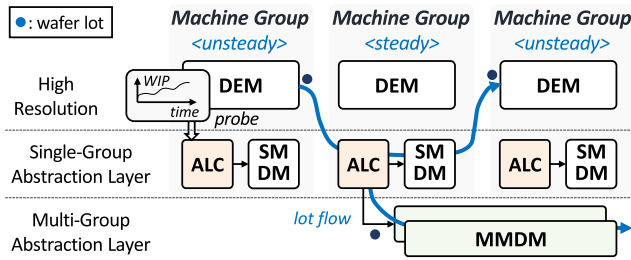 : wafer lot
Machine Group Machine Group Machine Group
<unsteady> <steady> <unsteady>
High
Resolution
WIP
time
DEM DEM DEM
probe
Single-Group
Abstraction Layer
ALC SM
DM
ALC SM
DM
ALC SM
DM
Multi-Group
Abstraction Layer
lot flow
MMDM